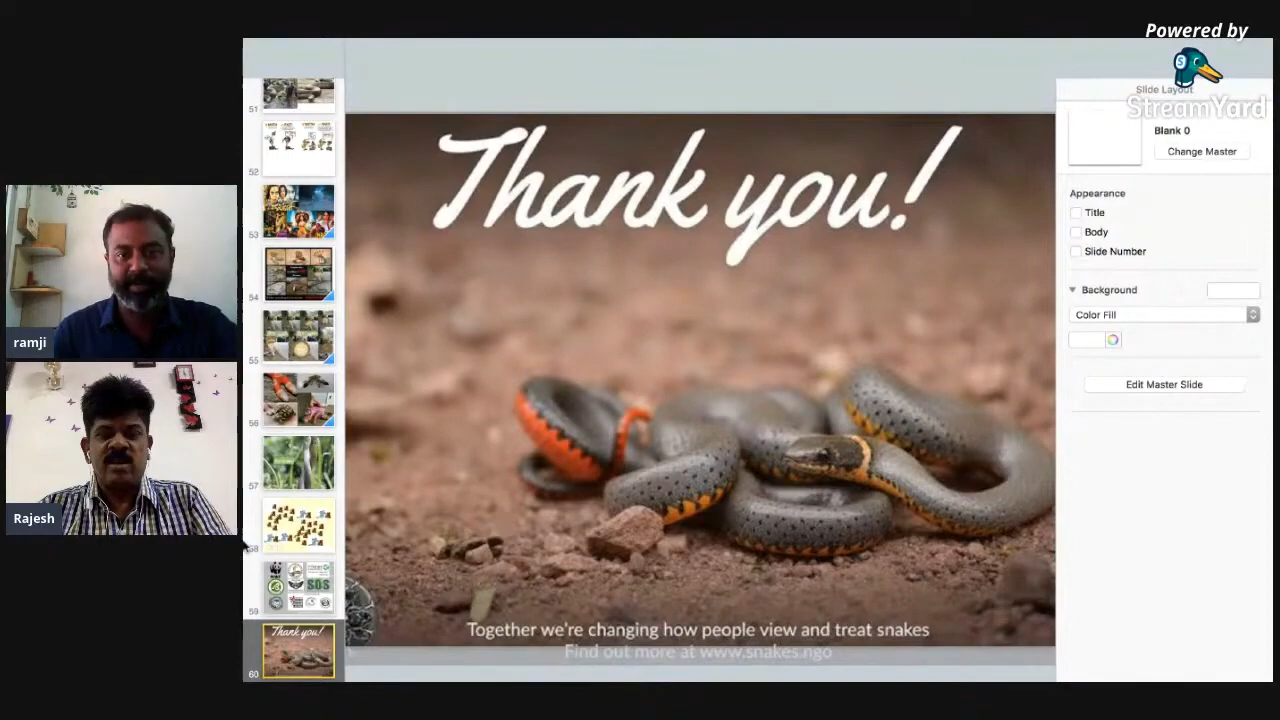 Powered by
StreamYard
51
52
53
54
55
56
57
58
59
60
SOS
Thank you!
Thank you!
Together we're changing how people view and treat snakes
Find out more at www.snakes.ngo
Slide Layout
Blank 0
Change Master
Appearance
Title
Body
Slide Number
Background
Color Fill
Edit Master Slide
ramji
Rajesh